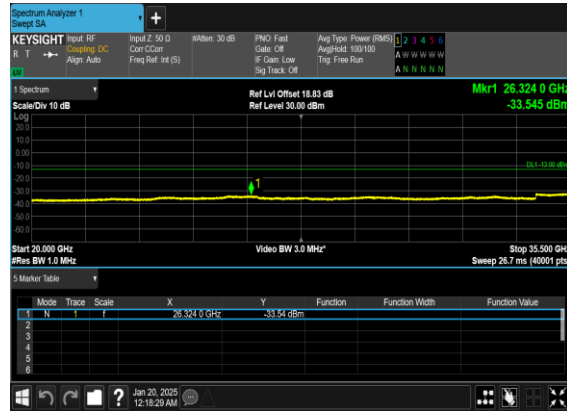 Spectrum Analyzer 1
Swept SA
+
KEYSIGHT Input: RF Input Z: 50 Ω #Atten: 30 dB PNO: Fast Avg Type: Power (RMS) 1 2 3 4 5 6
R T Coupling: DC Corr CCorr Gate: Off Avg|Hold: 100/100 A W W W W W
Align: Auto Freq Ref: Int (S) IF Gain: Low Trig: Free Run
Sig Track: Off A N N N N N
1 Spectrum Ref Lvl Offset 18.83 dB Mkr1 26.324 0 GHz
Scale/Div 10 dB Ref Level 30.00 dBm -33.545 dBm
Log
20.0
10.0
0.00
-10.0
DL1 -13.00 dBm
-20.0
1
-30.0
-40.0
-50.0
-60.0
Start 20.000 GHz Video BW 3.0 MHz* Stop 35.500 GHz
#Res BW 1.0 MHz Sweep 26.7 ms (40001 pts)
5 Marker Table
Mode Trace Scale X Y Function Function Width Function Value
1 N 1 f 26.324 0 GHz -33.54 dBm
2
3
4
5
6
? Jan 20, 2025
12:18:29 AM